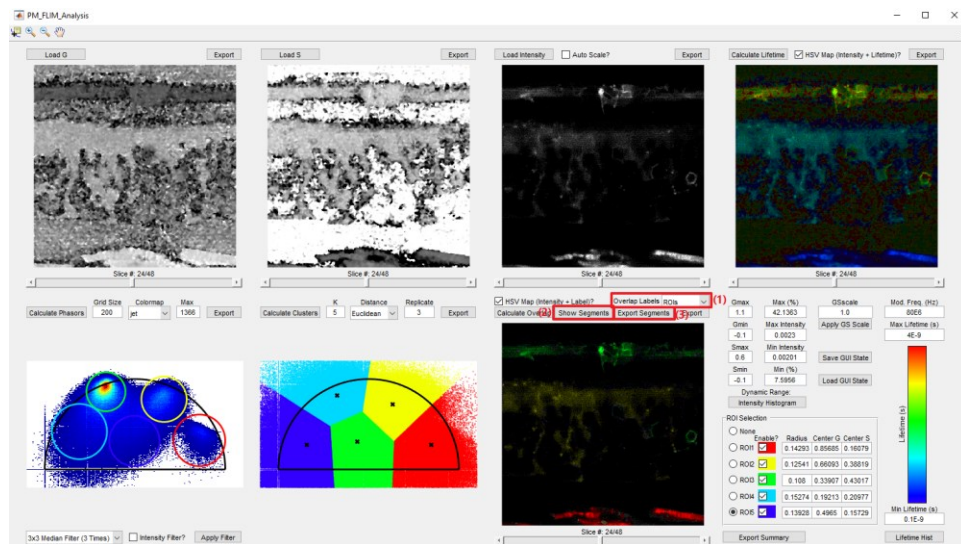 PM_FLIM_Analysis
Load G Export Load S Export Load Intensity Auto Scale? Export Calculate Lifetime HSV Map (Intensity + Lifetime)? Export
Slice #: 24/48 Slice #: 24/48 Slice #: 24/48 Slice #: 24/48
Grid Size Colormap Max
Calculate Phasors 200 jet 1366 Export
K Distance Replicate
Calculate Clusters 5 Euclidean 3 Export
HSV Map (Intensity + Label)? Overlap Labels ROIs (1)
Show Segments Export Segments (3)
Slice #: 24/48
Gmax Max (%) GScale Mod. Freq. (Hz)
1.1 42.1363 1.0 80E6
Gmin Max Intensity Apply GS Scale Max Lifetime (s)
-0.1 0.0023 4E-9
Smax Min Intensity
0.6 0.00201 Save GUI State
Smin Min (%)
-0.1 7.5956 Load GUI State
Dynamic Range:
Intensity Histogram
ROI Selection
None
Enable? Radius Center G Center S
ROI1 0.14293 0.85685 0.16079
ROI2 0.12541 0.66093 0.38819
ROI3 0.108 0.33907 0.43017
ROI4 0.15274 0.19213 0.20977
ROI5 0.13928 0.4965 0.15729
Lifetime (s)
Min Lifetime (s)
0.1E-9
3x3 Median Filter (3 Times) Intensity Filter? Apply Filter
Export Summary Lifetime Hist